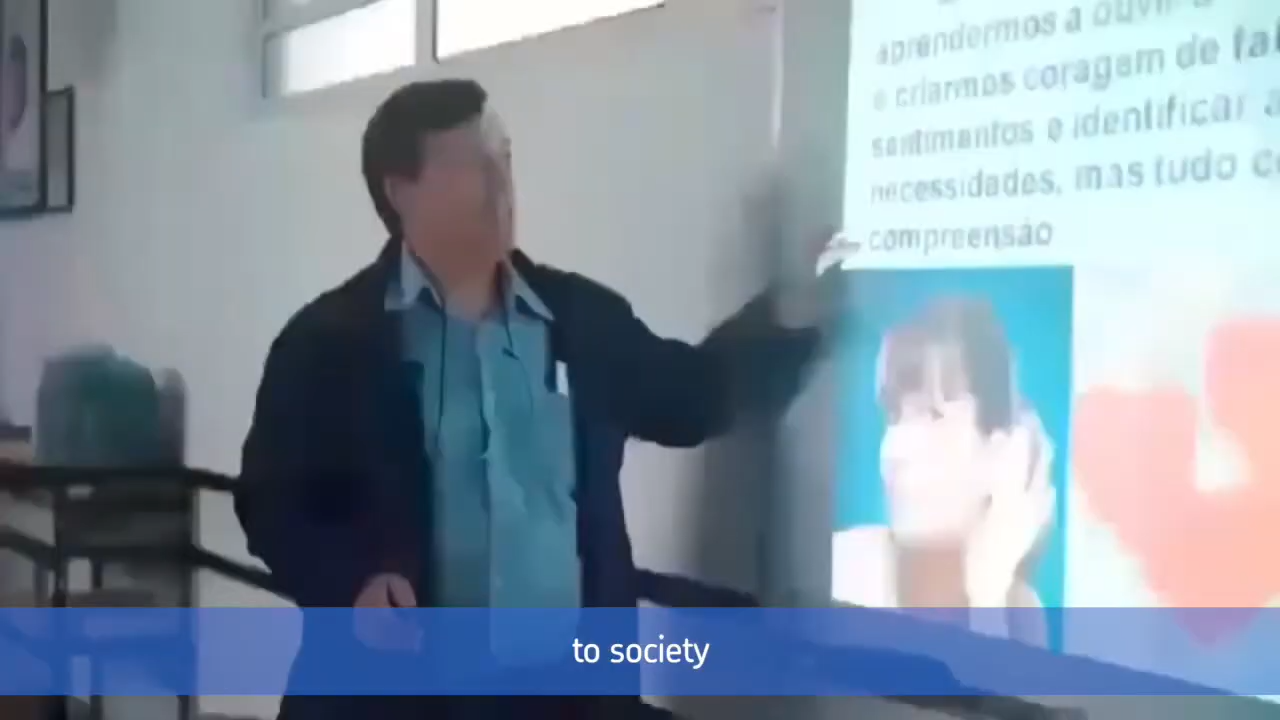 aprendermos a ouvir
e criarmos coragem de
sentimentos e identificar
necessidades, mas tudo
compreensão
to society